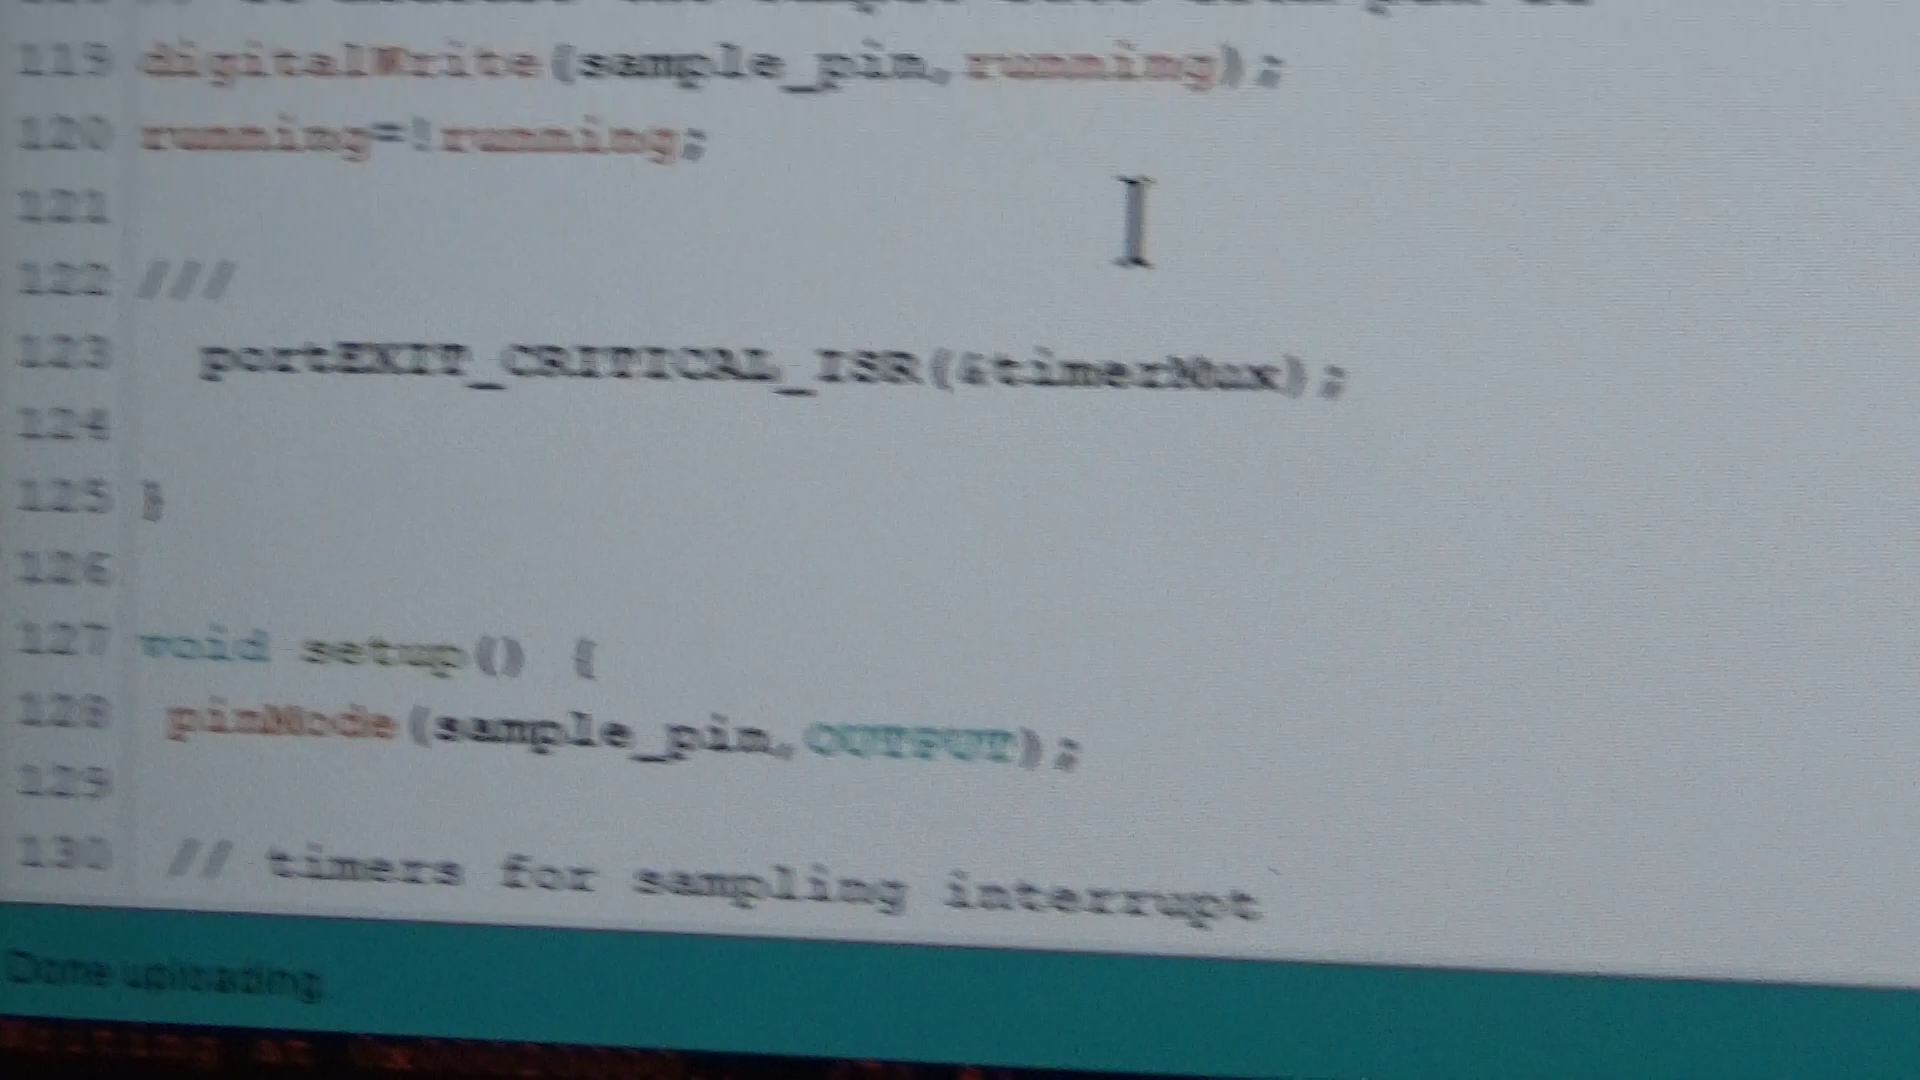 119 digitalWrite(sample_pin,running);
120 running=!running;
121
122 ///
123 portEXIT_CRITICAL_ISR(&timerMux);
124
125 }
126
127 void setup() {
128 pinMode(sample_pin,OUTPUT);
129
130 // timers for sampling interrupt
Done uploading.